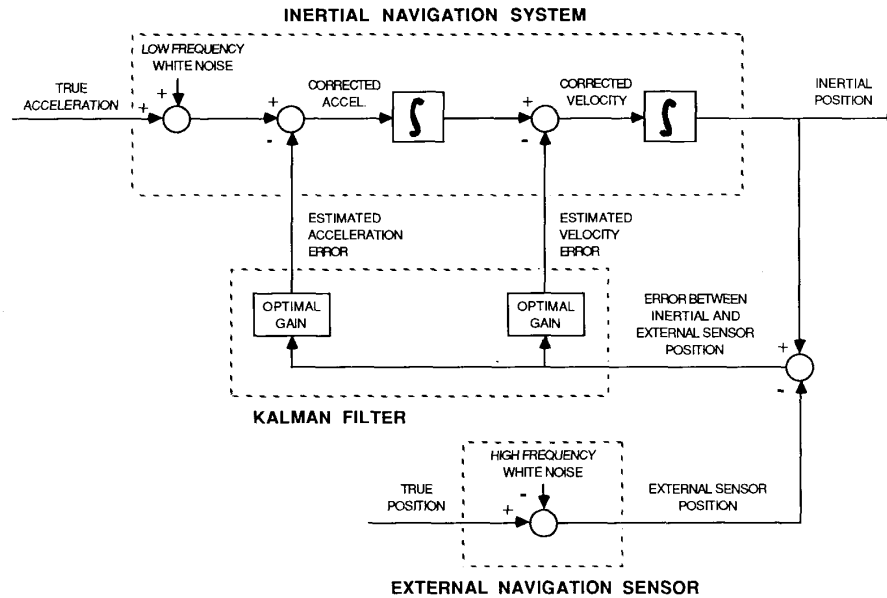 INERTIAL NAVIGATION SYSTEM
LOW FREQUENCY
WHITE NOISE
TRUE
ACCELERATION
+
+
+
-
CORRECTED
ACCEL.
∫
+
-
CORRECTED
VELOCITY
∫
INERTIAL
POSITION
ESTIMATED
ACCELERATION
ERROR
ESTIMATED
VELOCITY
ERROR
OPTIMAL
GAIN
OPTIMAL
GAIN
ERROR BETWEEN
INERTIAL AND
EXTERNAL SENSOR
POSITION
+
-
KALMAN FILTER
HIGH FREQUENCY
WHITE NOISE
TRUE
POSITION
-
+
EXTERNAL SENSOR
POSITION
EXTERNAL NAVIGATION SENSOR